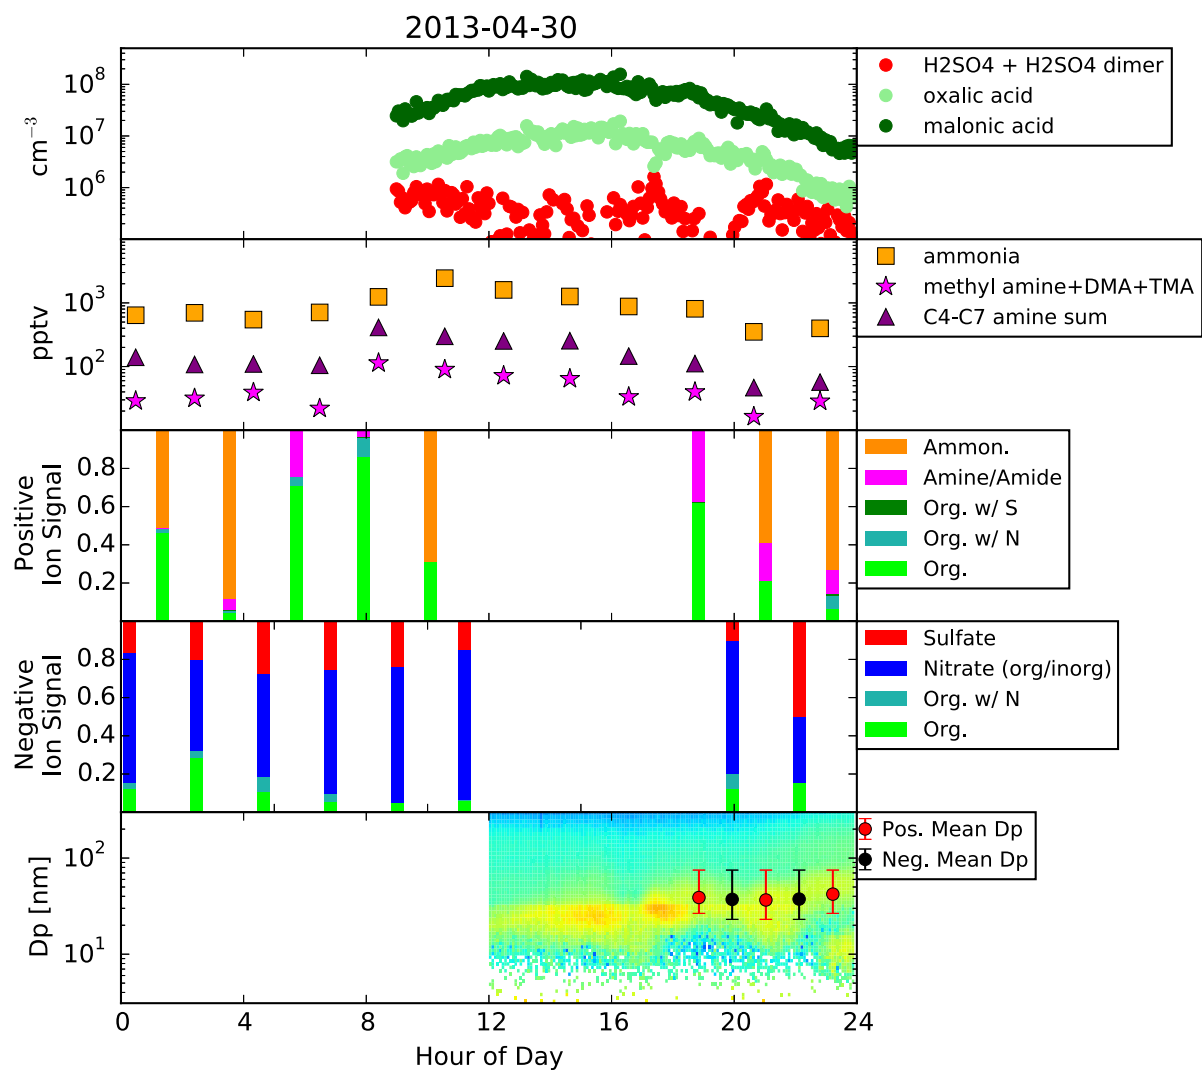 2013-04-30
10^8
10^7
10^6
cm^−3
H2SO4 + H2SO4 dimer
oxalic acid
malonic acid
10^3
10^2
pptv
ammonia
methyl amine+DMA+TMA
C4-C7 amine sum
0.8
0.6
0.4
0.2
Positive
Ion Signal
Ammon.
Amine/Amide
Org. w/ S
Org. w/ N
Org.
0.8
0.6
0.4
0.2
Negative
Ion Signal
Sulfate
Nitrate (org/inorg)
Org. w/ N
Org.
10^2
10^1
Dp [nm]
Pos. Mean Dp
Neg. Mean Dp
0 4 8 12 16 20 24
Hour of Day